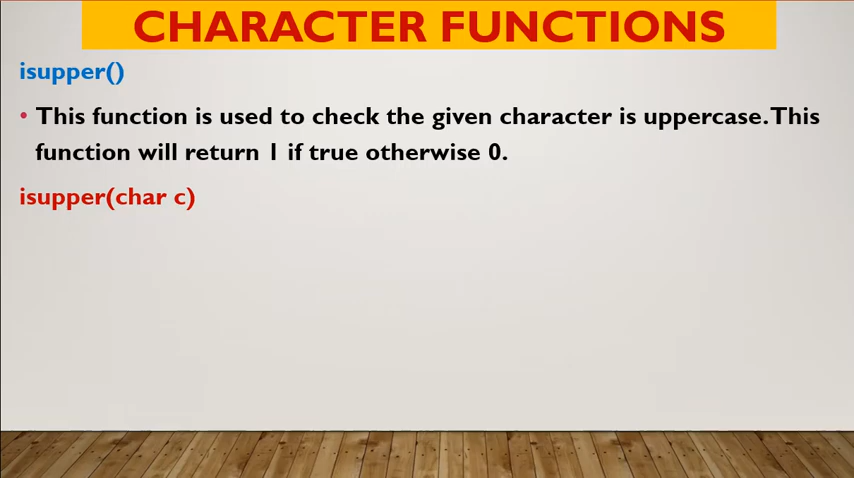 CHARACTER FUNCTIONS
isupper()
• This function is used to check the given character is uppercase. This
function will return 1 if true otherwise 0.
isupper(char c)